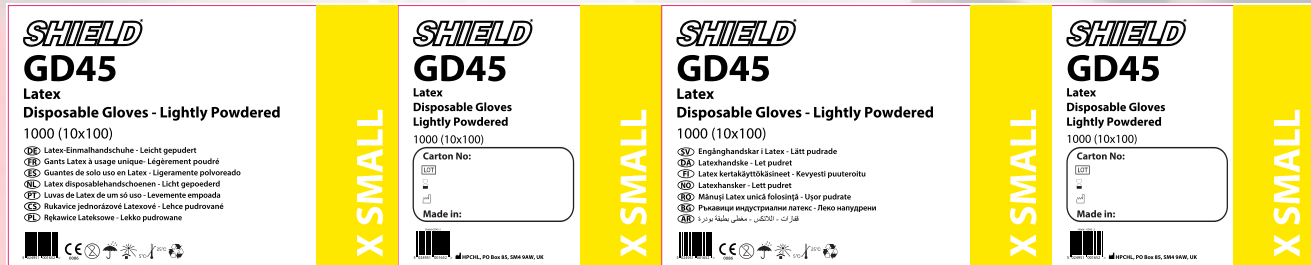 SHIELD
GD45
Latex
Disposable Gloves - Lightly Powdered
1000 (10x100)
DE Latex-Einmalhandschuhe - Leicht gepudert
FR Gants Latex à usage unique- Légèrement poudré
ES Guantes de solo uso en Latex - Ligeramente polvoreado
NL Latex disposablehandschoenen - Licht gepoederd
PT Luvas de Latex de um só uso - Levemente empoada
CS Rukavice jednorázové Latexové - Lehce pudrované
PL Rękawice Lateksowe - Lekko pudrowane
0086
5°C
25°C
X SMALL
SHIELD
GD45
Latex
Disposable Gloves
Lightly Powdered
1000 (10x100)
Carton No:
LOT
Made in:
HPCHL, PO Box 85, SM4 9AW, UK
X SMALL
SHIELD
GD45
Latex
Disposable Gloves - Lightly Powdered
1000 (10x100)
SV Engånghandskar i Latex - Lätt pudrade
DA Latexhandske - Let pudret
FI Latex kertakäyttökäsineet - Kevyesti puuteroitu
NO Latexhansker - Lett pudret
RO Mănuși Latex unică folosință - Ușor pudrate
BG Ръкавици индустриални латекс - Леко напудрени
AR قفازات - اللاتكس - مغطى بطبقة بودرة
0086
5°C
25°C
X SMALL
SHIELD
GD45
Latex
Disposable Gloves
Lightly Powdered
1000 (10x100)
Carton No:
LOT
Made in:
HPCHL, PO Box 85, SM4 9AW, UK
X SMALL